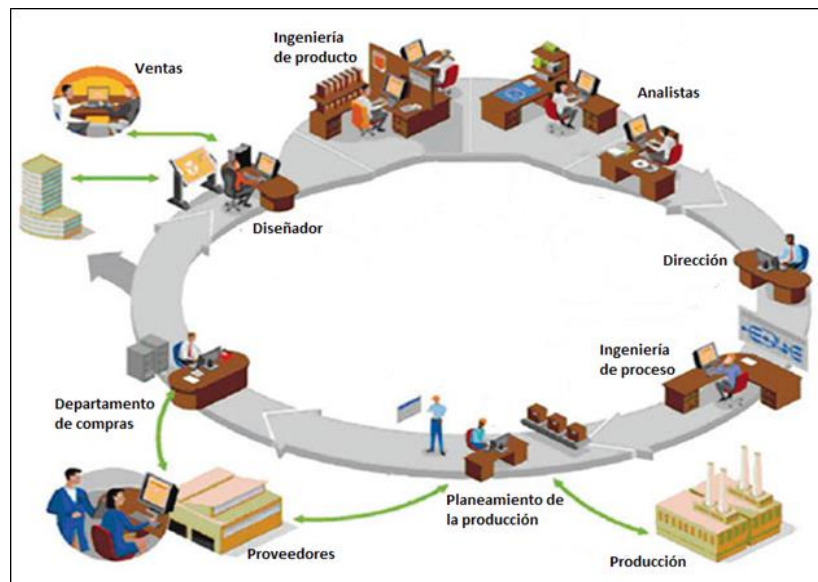 Ventas
Ingeniería
de producto
Analistas
Diseñador
Dirección
Ingeniería
de proceso
Departamento
de compras
Planeamiento de
la producción
Proveedores
Producción